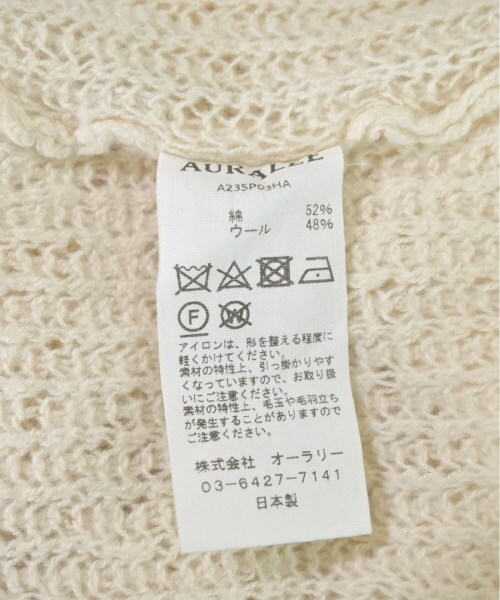 AURALEE
A23SP03HA
綿 52%
ウール 48%
F W
アイロンは、形を整える程度に
軽くかけてください。
素材の特性上、引っ掛かりやす
くなっていますので、お取り扱
いにご注意ください。
素材の特性上、毛玉や毛羽立ち
が発生することがありますので
ご注意ください。
株式会社 オーラリー
03-6427-7141
日本製